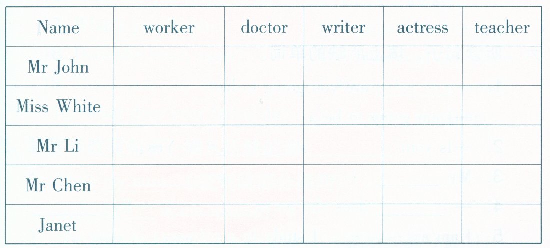 Name worker doctor writer actress teacher
Mr John
Miss White
Mr Li
Mr Chen
Janet